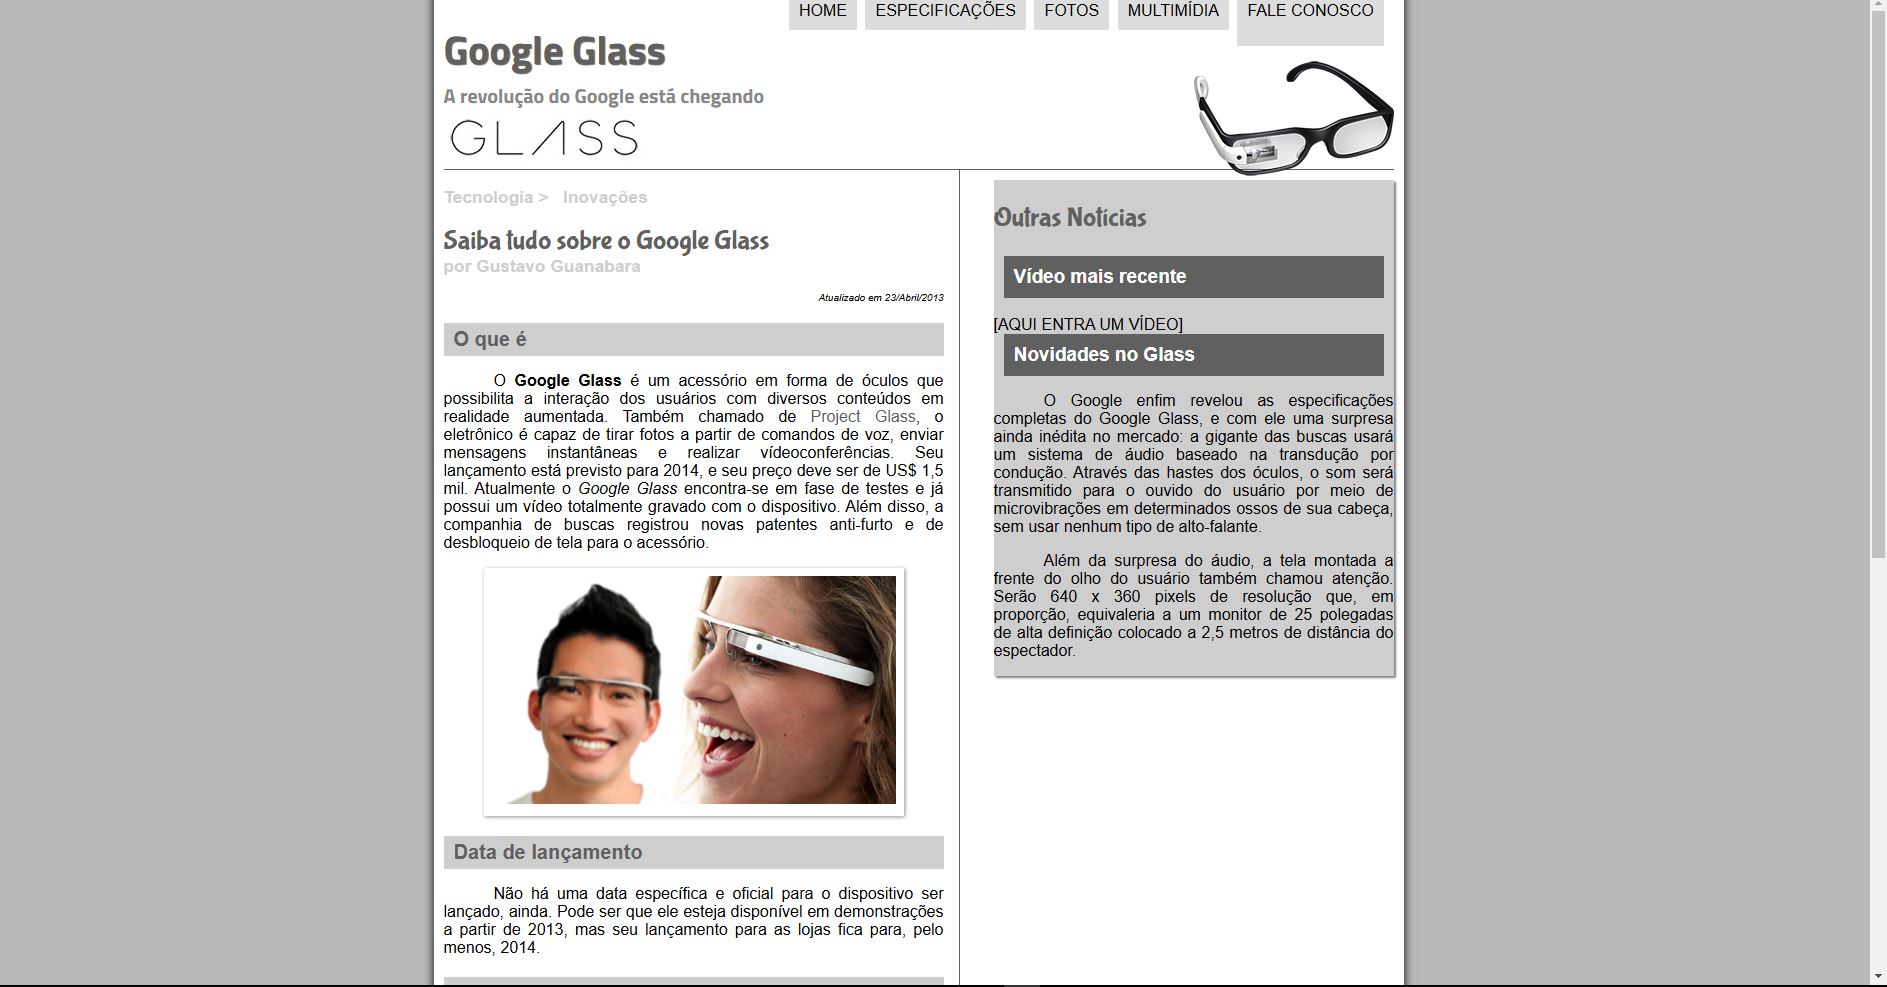 HOME ESPECIFICAÇÕES FOTOS MULTIMÍDIA FALE CONOSCO
Google Glass
A revolução do Google está chegando
GLASS
Tecnologia > Inovações
Saiba tudo sobre o Google Glass
por Gustavo Guanabara
Atualizado em 23/Abril/2013
O que é
O Google Glass é um acessório em forma de óculos que
possibilita a interação dos usuários com diversos conteúdos em
realidade aumentada. Também chamado de Project Glass, o
eletrônico é capaz de tirar fotos a partir de comandos de voz, enviar
mensagens instantâneas e realizar vídeoconferências. Seu
lançamento está previsto para 2014, e seu preço deve ser de US$ 1,5
mil. Atualmente o Google Glass encontra-se em fase de testes e já
possui um vídeo totalmente gravado com o dispositivo. Além disso, a
companhia de buscas registrou novas patentes anti-furto e de
desbloqueio de tela para o acessório.
Data de lançamento
Não há uma data específica e oficial para o dispositivo ser
lançado, ainda. Pode ser que ele esteja disponível em demonstrações
a partir de 2013, mas seu lançamento para as lojas fica para, pelo
menos, 2014.
Outras Notícias
Vídeo mais recente
[AQUI ENTRA UM VÍDEO]
Novidades no Glass
O Google enfim revelou as especificações
completas do Google Glass, e com ele uma surpresa
ainda inédita no mercado: a gigante das buscas usará
um sistema de áudio baseado na transdução por
condução. Através das hastes dos óculos, o som será
transmitido para o ouvido do usuário por meio de
microvibrações em determinados ossos de sua cabeça,
sem usar nenhum tipo de alto-falante.
Além da surpresa do áudio, a tela montada a
frente do olho do usuário também chamou atenção.
Serão 640 x 360 pixels de resolução que, em
proporção, equivaleria a um monitor de 25 polegadas
de alta definição colocado a 2,5 metros de distância do
espectador.